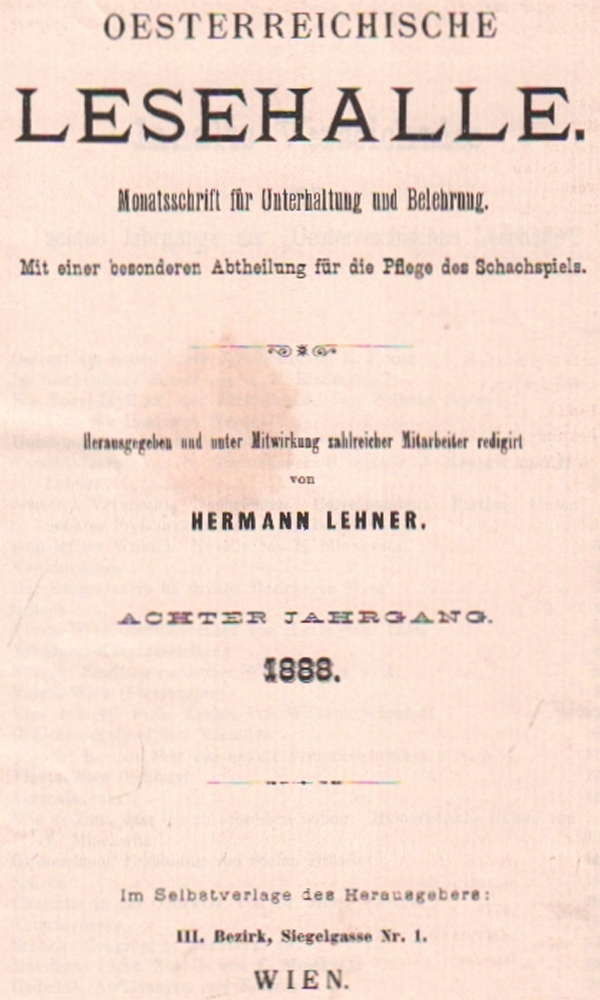 OESTERREICHISCHE
LESEHALLE.
Monatsschrift für Unterhaltung und Belehrung.
Mit einer besonderen Abtheilung für die Pflege des Schachspiels.
Herausgegeben und unter Mitwirkung zahlreicher Mitarbeiter redigirt
von
HERMANN LEHNER.
ACHTER JAHRGANG.
1888.
Im Selbstverlage des Herausgebers:
III. Bezirk, Siegelgasse Nr. 1.
WIEN.